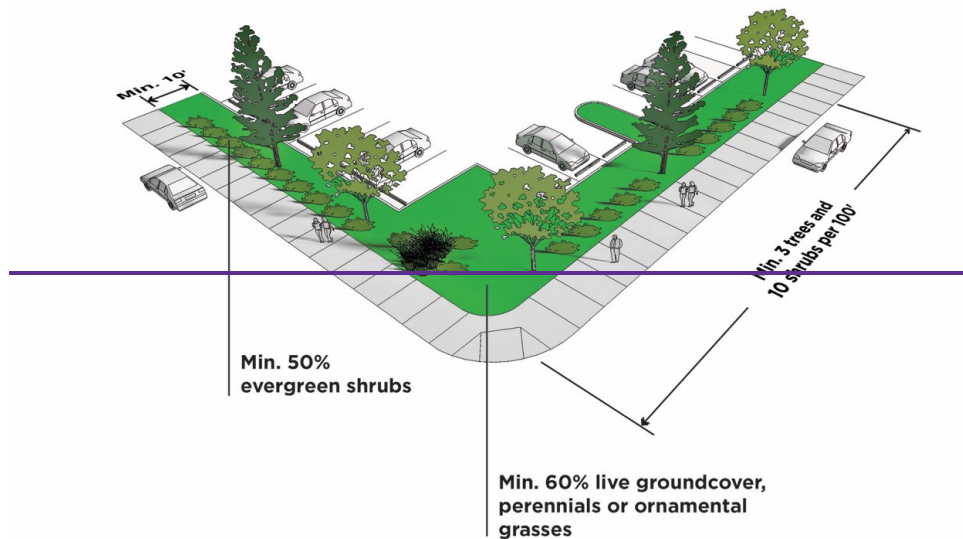 Min. 10'
Min. 3 trees and
10 shrubs per 100'
Min. 50%
evergreen shrubs
Min. 60% live groundcover,
perennials or ornamental
grasses